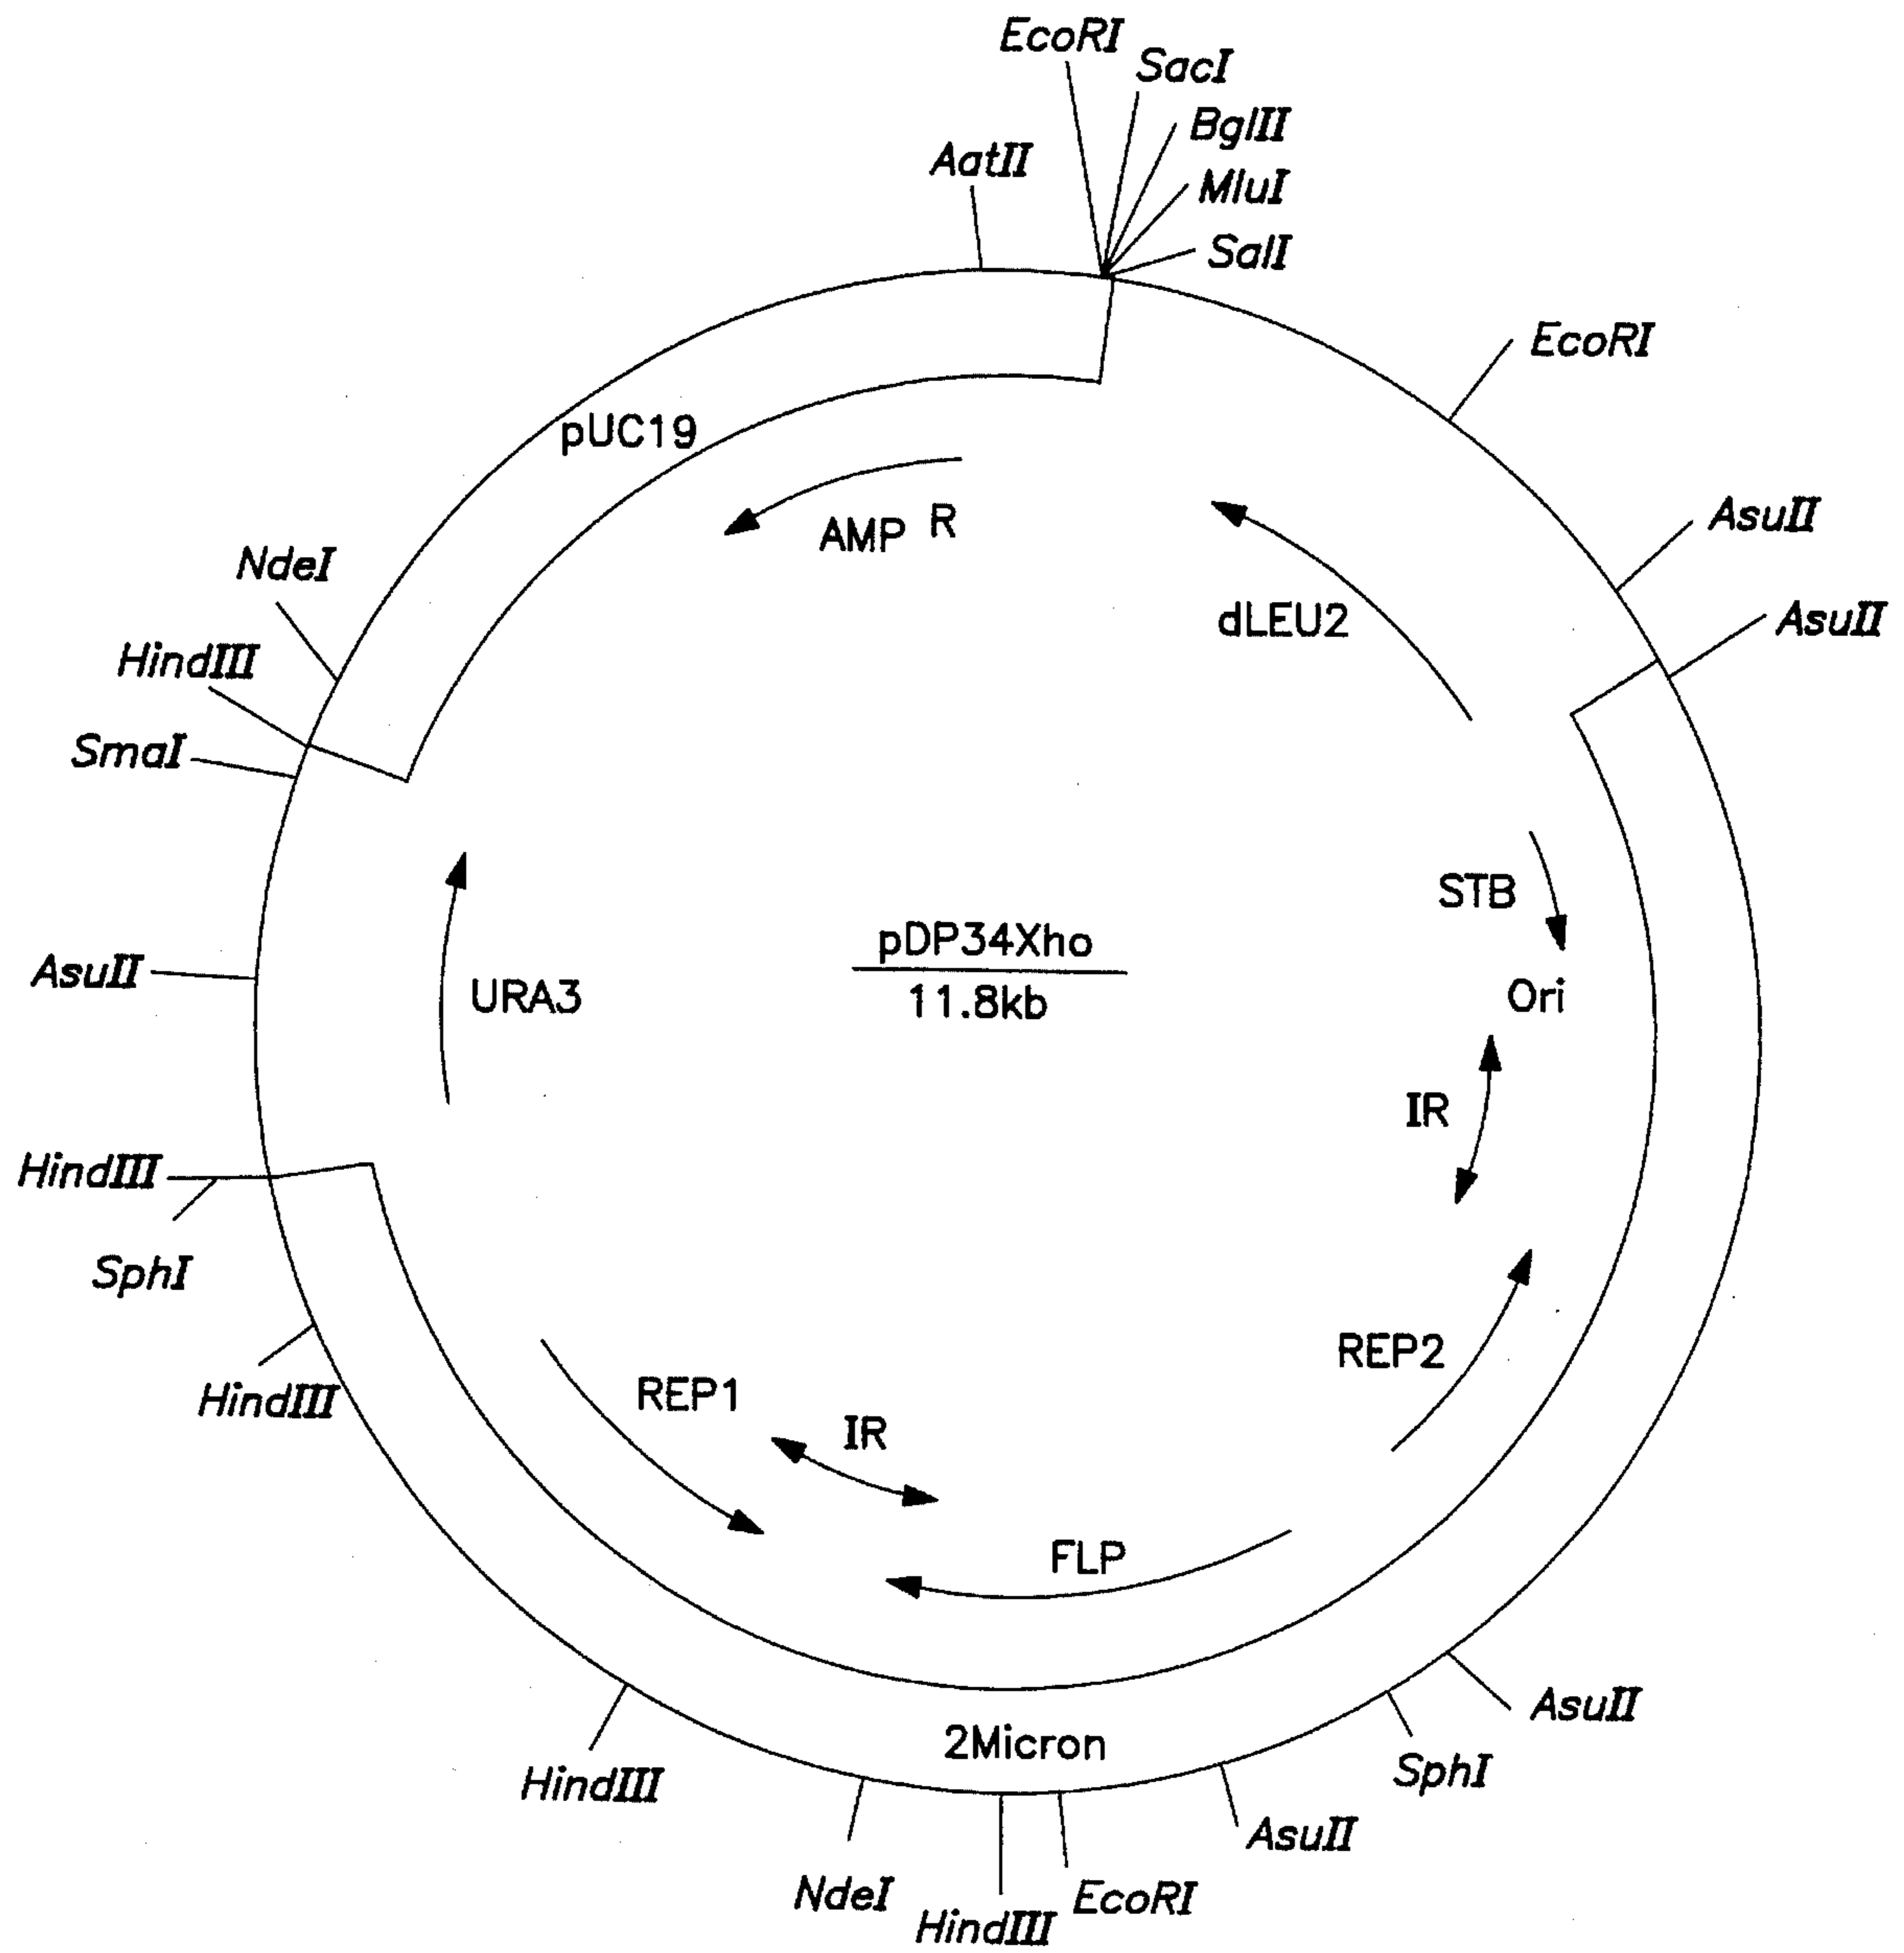 EcoRI
SacI
BglII
AatII
MluI
SalI
EcoRI
pUC19
AsuII
AMP R
NdeI
dLEU2
AsuII
HindIII
SmaI
STB
pDP34Xho
AsuII
URA3
11.8kb
Ori
IR
HindIII
SphI
REP2
HindIII
REP1
IR
FLP
AsuII
2Micron
SphI
HindIII
AsuII
NdeI
EcoRI
HindIII